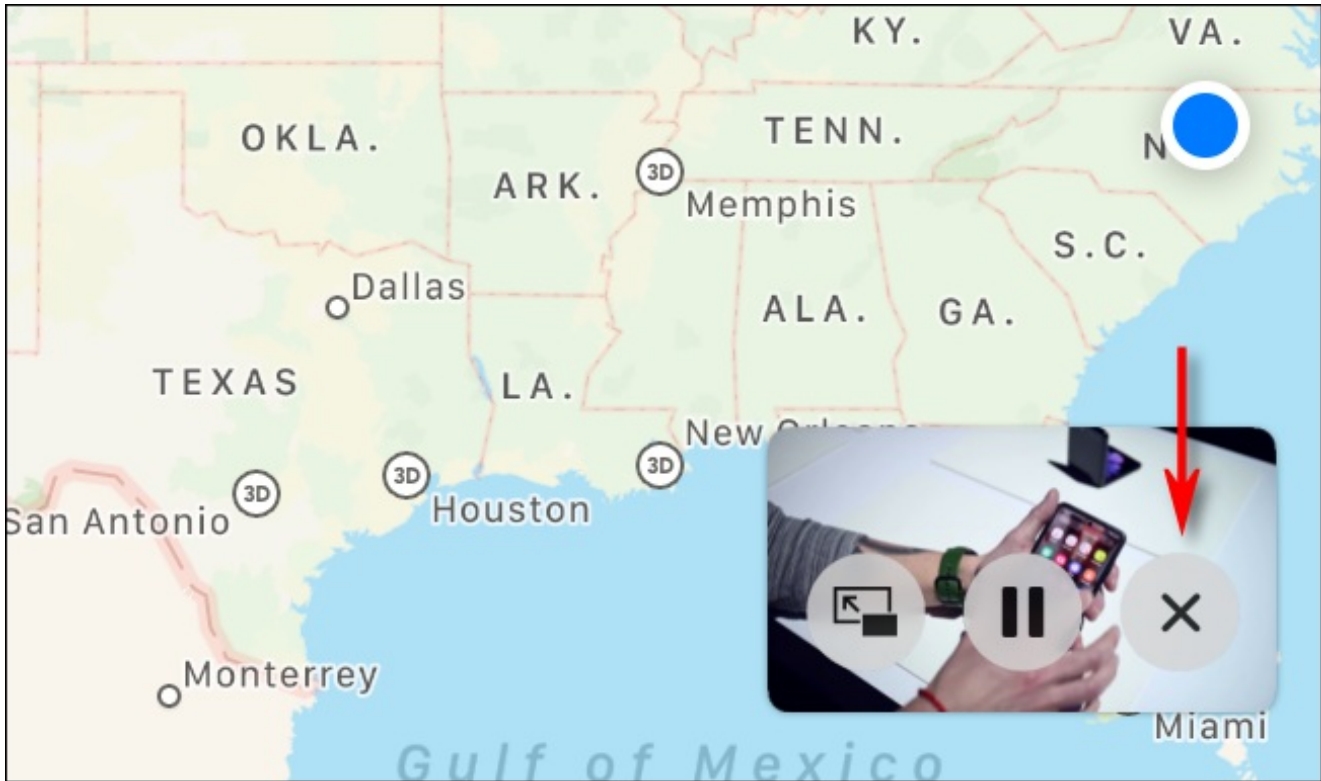 KY.
VA.
OKLA.
TENN.
N
ARK.
3D
Memphis
S.C.
Dallas
ALA.
GA.
TEXAS
LA.
New Orleans
3D
3D
3D
San Antonio
Houston
Monterrey
Miami
Gulf of Mexico